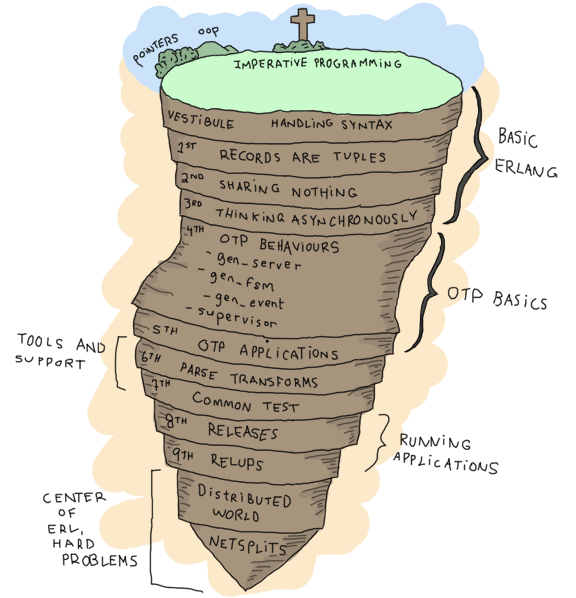 POINTERS
OOP
IMPERATIVE PROGRAMMING
VESTIBULE HANDLING SYNTAX
1ST RECORDS ARE TUPLES
2ND SHARING NOTHING
3RD THINKING ASYNCHRONOUSLY
BASIC
ERLANG
4TH OTP BEHAVIOURS
- gen_server
- gen_fsm
- gen_event
- supervisor
OTP BASICS
5TH OTP APPLICATIONS
TOOLS AND
SUPPORT
6TH PARSE TRANSFORMS
7TH COMMON TEST
8TH RELEASES
9TH RELUPS
RUNNING
APPLICATIONS
DISTRIBUTED
WORLD
NETSPLITS
CENTER
OF
ERL,
HARD
PROBLEMS